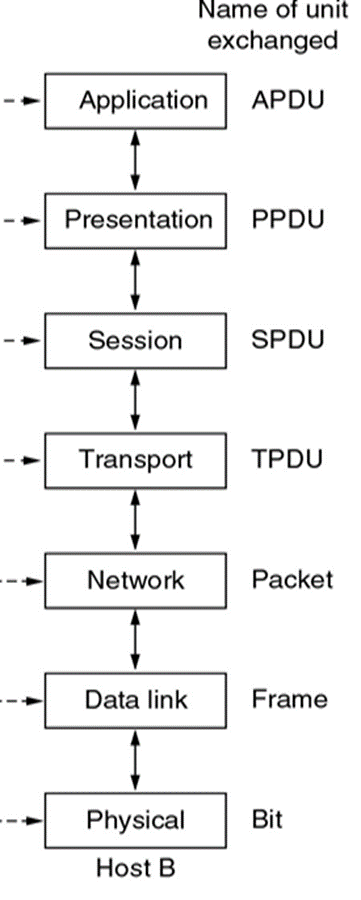 Name of unit
exchanged
Application APDU
Presentation PPDU
Session SPDU
Transport TPDU
Network Packet
Data link Frame
Physical Bit
Host B